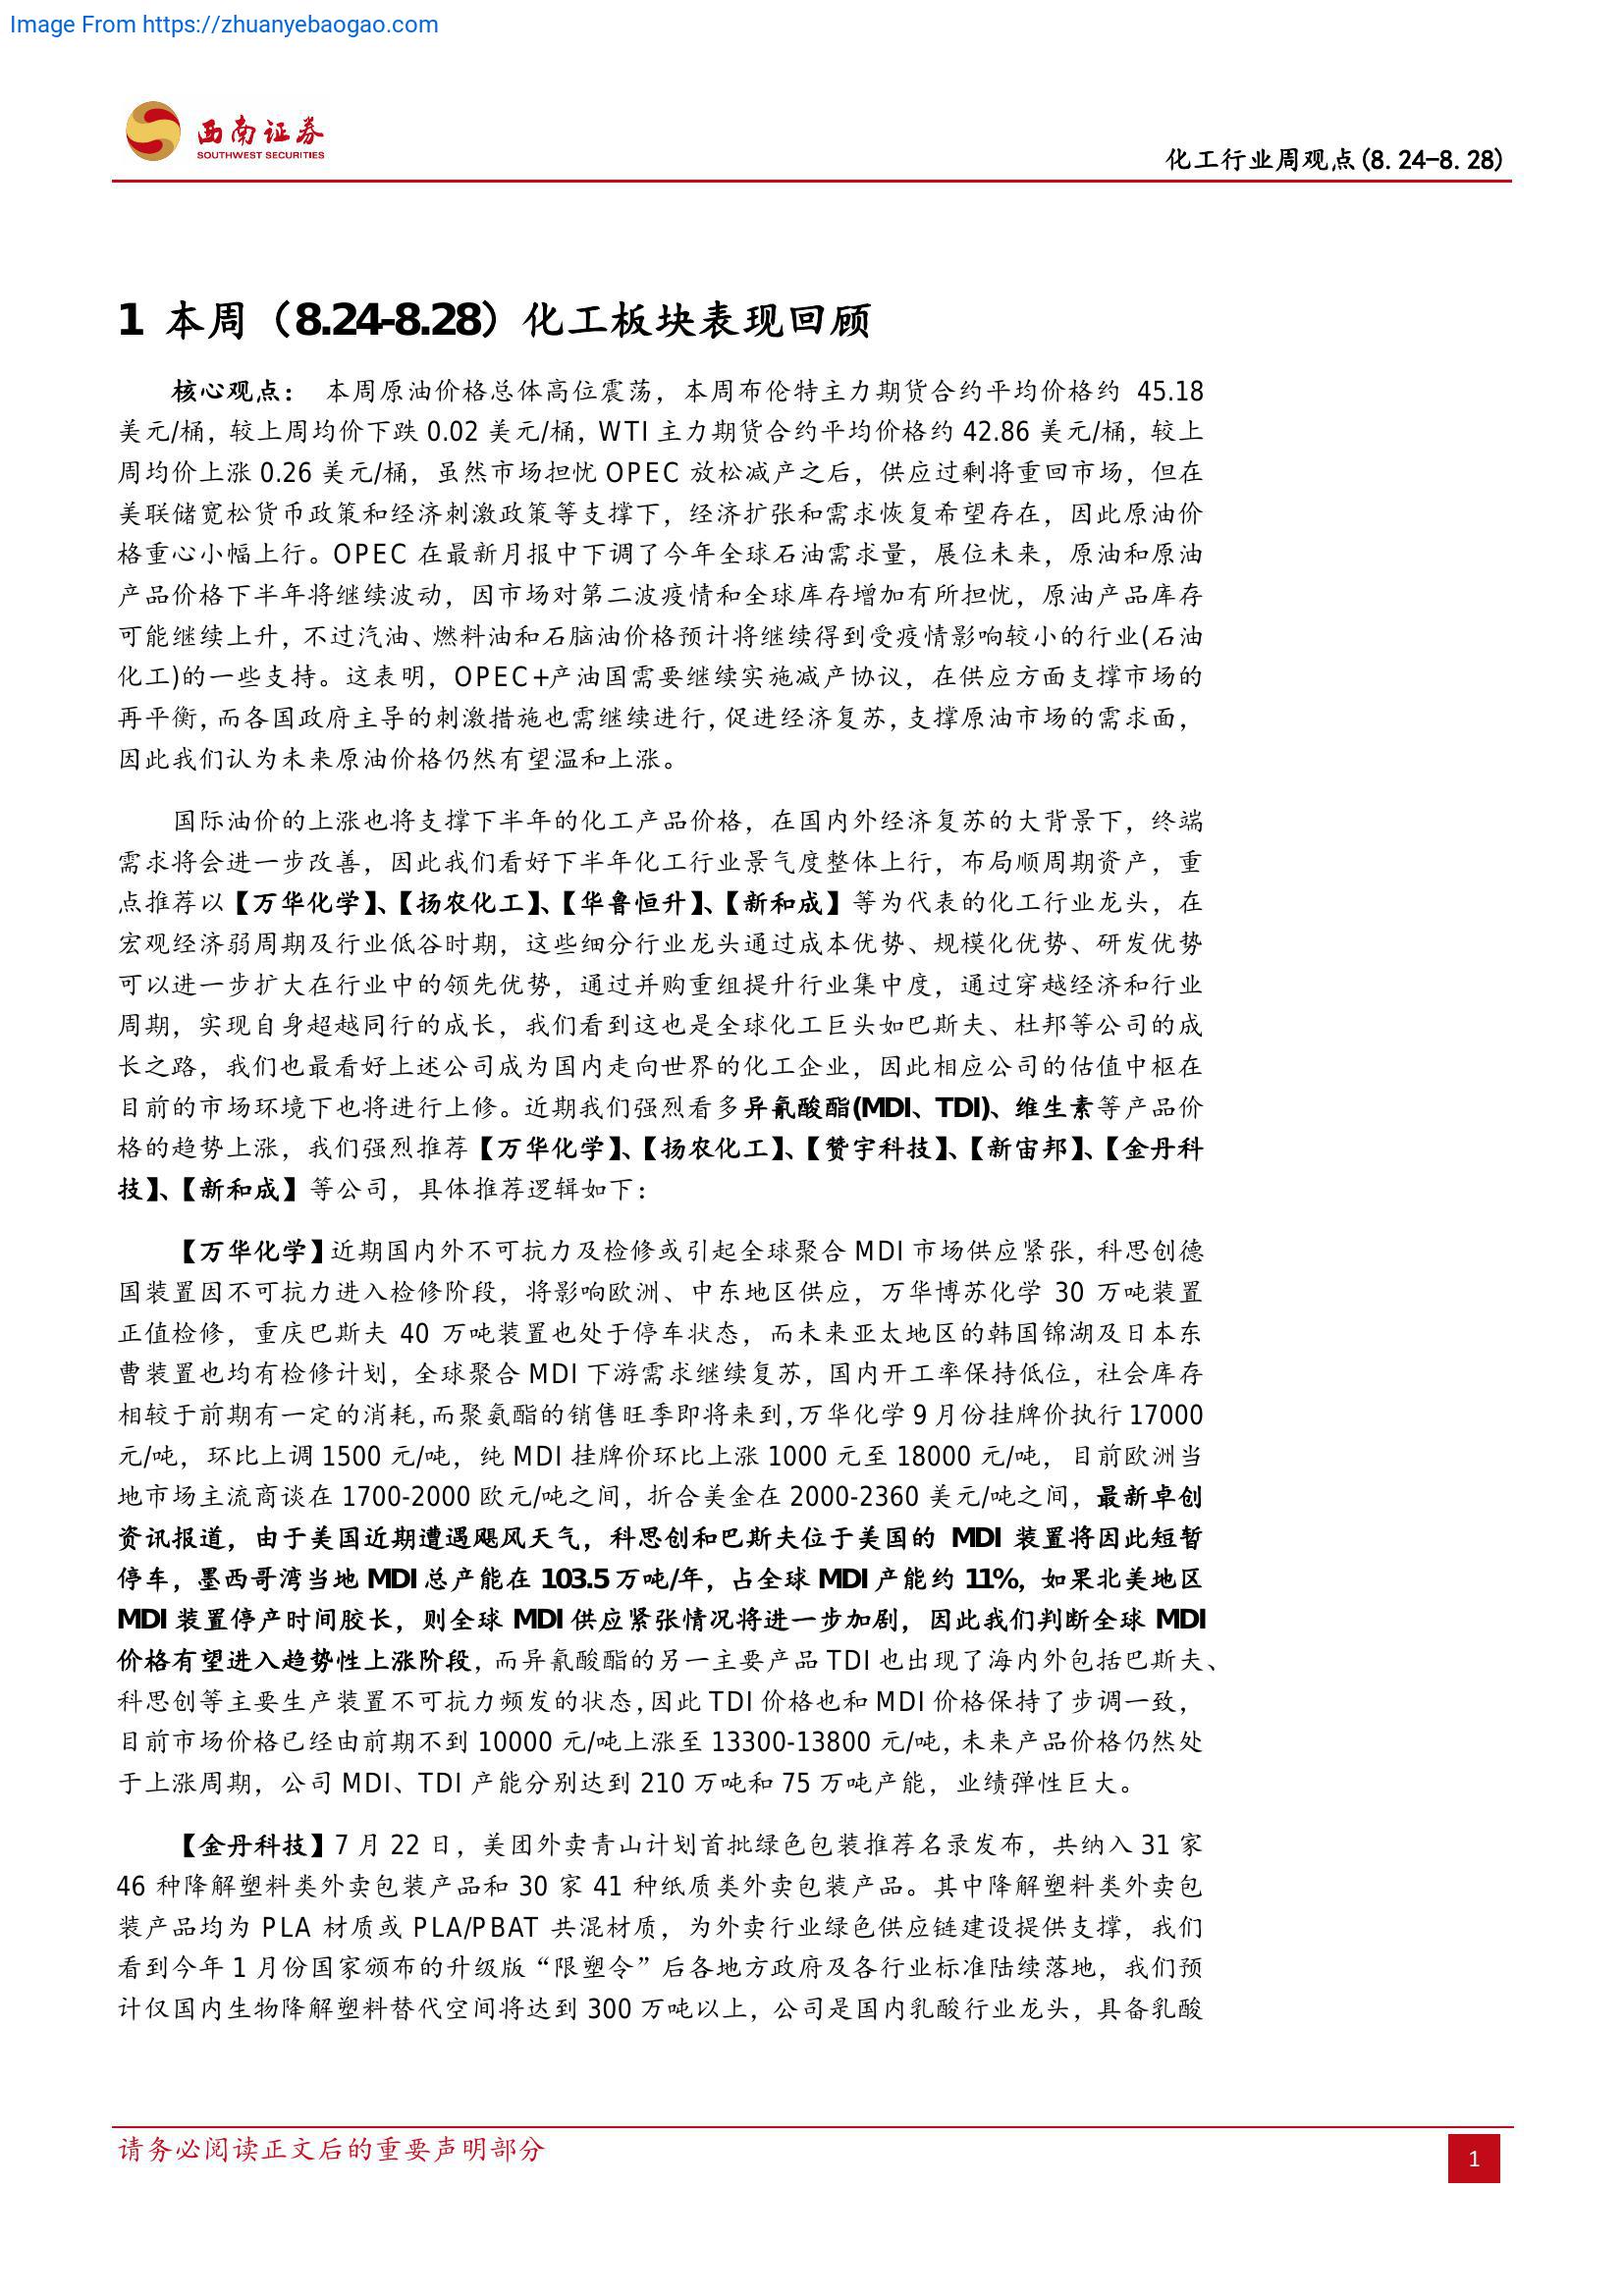 Image From https://zhuanyebaogao.com
西南证券
SOUTHWEST SECURITIES
化工行业周观点(8.24-8.28)
1 本周（8.24-8.28）化工板块表现回顾
核心观点： 本周原油价格总体高位震荡，本周布伦特主力期货合约平均价格约 45.18
美元/桶，较上周均价下跌 0.02 美元/桶，WTI 主力期货合约平均价格约 42.86 美元/桶，较上
周均价上涨 0.26 美元/桶，虽然市场担忧 OPEC 放松减产之后，供应过剩将重回市场，但在
美联储宽松货币政策和经济刺激政策等支撑下，经济扩张和需求恢复希望存在，因此原油价
格重心小幅上行。OPEC 在最新月报中下调了今年全球石油需求量，展位未来，原油和原油
产品价格下半年将继续波动，因市场对第二波疫情和全球库存增加有所担忧，原油产品库存
可能继续上升，不过汽油、燃料油和石脑油价格预计将继续得到受疫情影响较小的行业(石油
化工)的一些支持。这表明，OPEC+产油国需要继续实施减产协议，在供应方面支撑市场的
再平衡，而各国政府主导的刺激措施也需继续进行，促进经济复苏，支撑原油市场的需求面，
因此我们认为未来原油价格仍然有望温和上涨。
国际油价的上涨也将支撑下半年的化工产品价格，在国内外经济复苏的大背景下，终端
需求将会进一步改善，因此我们看好下半年化工行业景气度整体上行，布局顺周期资产，重
点推荐以【万华化学】、【扬农化工】、【华鲁恒升】、【新和成】等为代表的化工行业龙头，在
宏观经济弱周期及行业低谷时期，这些细分行业龙头通过成本优势、规模化优势、研发优势
可以进一步扩大在行业中的领先优势，通过并购重组提升行业集中度，通过穿越经济和行业
周期，实现自身超越同行的成长，我们看到这也是全球化工巨头如巴斯夫、杜邦等公司的成
长之路，我们也最看好上述公司成为国内走向世界的化工企业，因此相应公司的估值中枢在
目前的市场环境下也将进行上修。近期我们强烈看多异氰酸酯(MDI、TDI)、维生素等产品价
格的趋势上涨，我们强烈推荐【万华化学】、【扬农化工】、【赞宇科技】、【新宙邦】、【金丹科
技】、【新和成】等公司，具体推荐逻辑如下：
【万华化学】近期国内外不可抗力及检修或引起全球聚合 MDI 市场供应紧张，科思创德
国装置因不可抗力进入检修阶段，将影响欧洲、中东地区供应，万华博苏化学 30 万吨装置
正值检修，重庆巴斯夫 40 万吨装置也处于停车状态，而未来亚太地区的韩国锦湖及日本东
曹装置也均有检修计划，全球聚合 MDI 下游需求继续复苏，国内开工率保持低位，社会库存
相较于前期有一定的消耗，而聚氨酯的销售旺季即将来到，万华化学 9 月份挂牌价执行 17000
元/吨，环比上调 1500 元/吨，纯 MDI 挂牌价环比上涨 1000 元至 18000 元/吨，目前欧洲当
地市场主流商谈在 1700-2000 欧元/吨之间，折合美金在 2000-2360 美元/吨之间，最新卓创
资讯报道，由于美国近期遭遇飓风天气，科思创和巴斯夫位于美国的 MDI 装置将因此短暂
停车，墨西哥湾当地 MDI 总产能在 103.5 万吨/年，占全球 MDI 产能约 11%，如果北美地区
MDI 装置停产时间胶长，则全球 MDI 供应紧张情况将进一步加剧，因此我们判断全球 MDI
价格有望进入趋势性上涨阶段，而异氰酸酯的另一主要产品 TDI 也出现了海内外包括巴斯夫、
科思创等主要生产装置不可抗力频发的状态，因此 TDI 价格也和 MDI 价格保持了步调一致，
目前市场价格已经由前期不到 10000 元/吨上涨至 13300-13800 元/吨，未来产品价格仍然处
于上涨周期，公司 MDI、TDI 产能分别达到 210 万吨和 75 万吨产能，业绩弹性巨大。
【金丹科技】7 月 22 日，美团外卖青山计划首批绿色包装推荐名录发布，共纳入 31 家
46 种降解塑料类外卖包装产品和 30 家 41 种纸质类外卖包装产品。其中降解塑料类外卖包
装产品均为 PLA 材质或 PLA/PBAT 共混材质，为外卖行业绿色供应链建设提供支撑，我们
看到今年 1 月份国家颁布的升级版“限塑令”后各地方政府及各行业标准陆续落地，我们预
计仅国内生物降解塑料替代空间将达到 300 万吨以上，公司是国内乳酸行业龙头，具备乳酸
请务必阅读正文后的重要声明部分
1